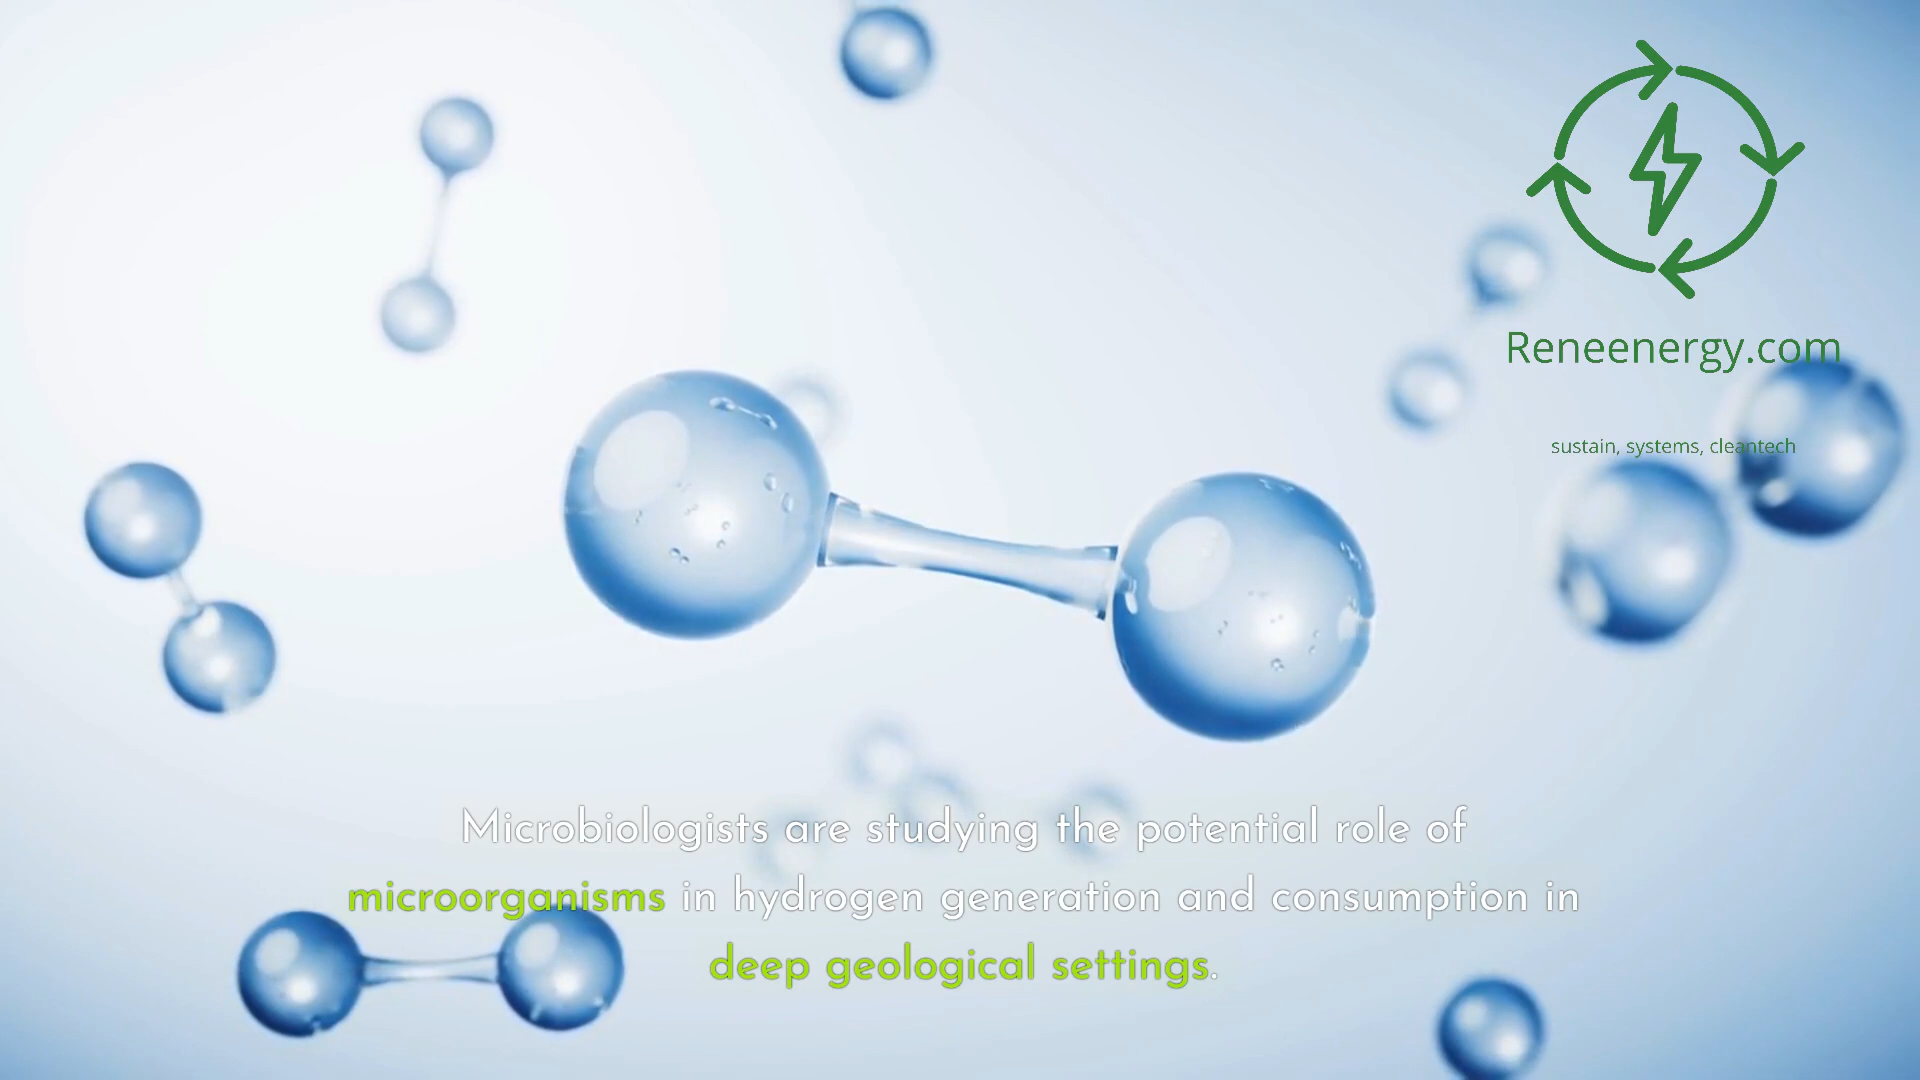 Reneenergy.com
sustain, systems, cleantech
Microbiologists are studying the potential role of
microorganisms in hydrogen generation and consumption in
deep geological settings.